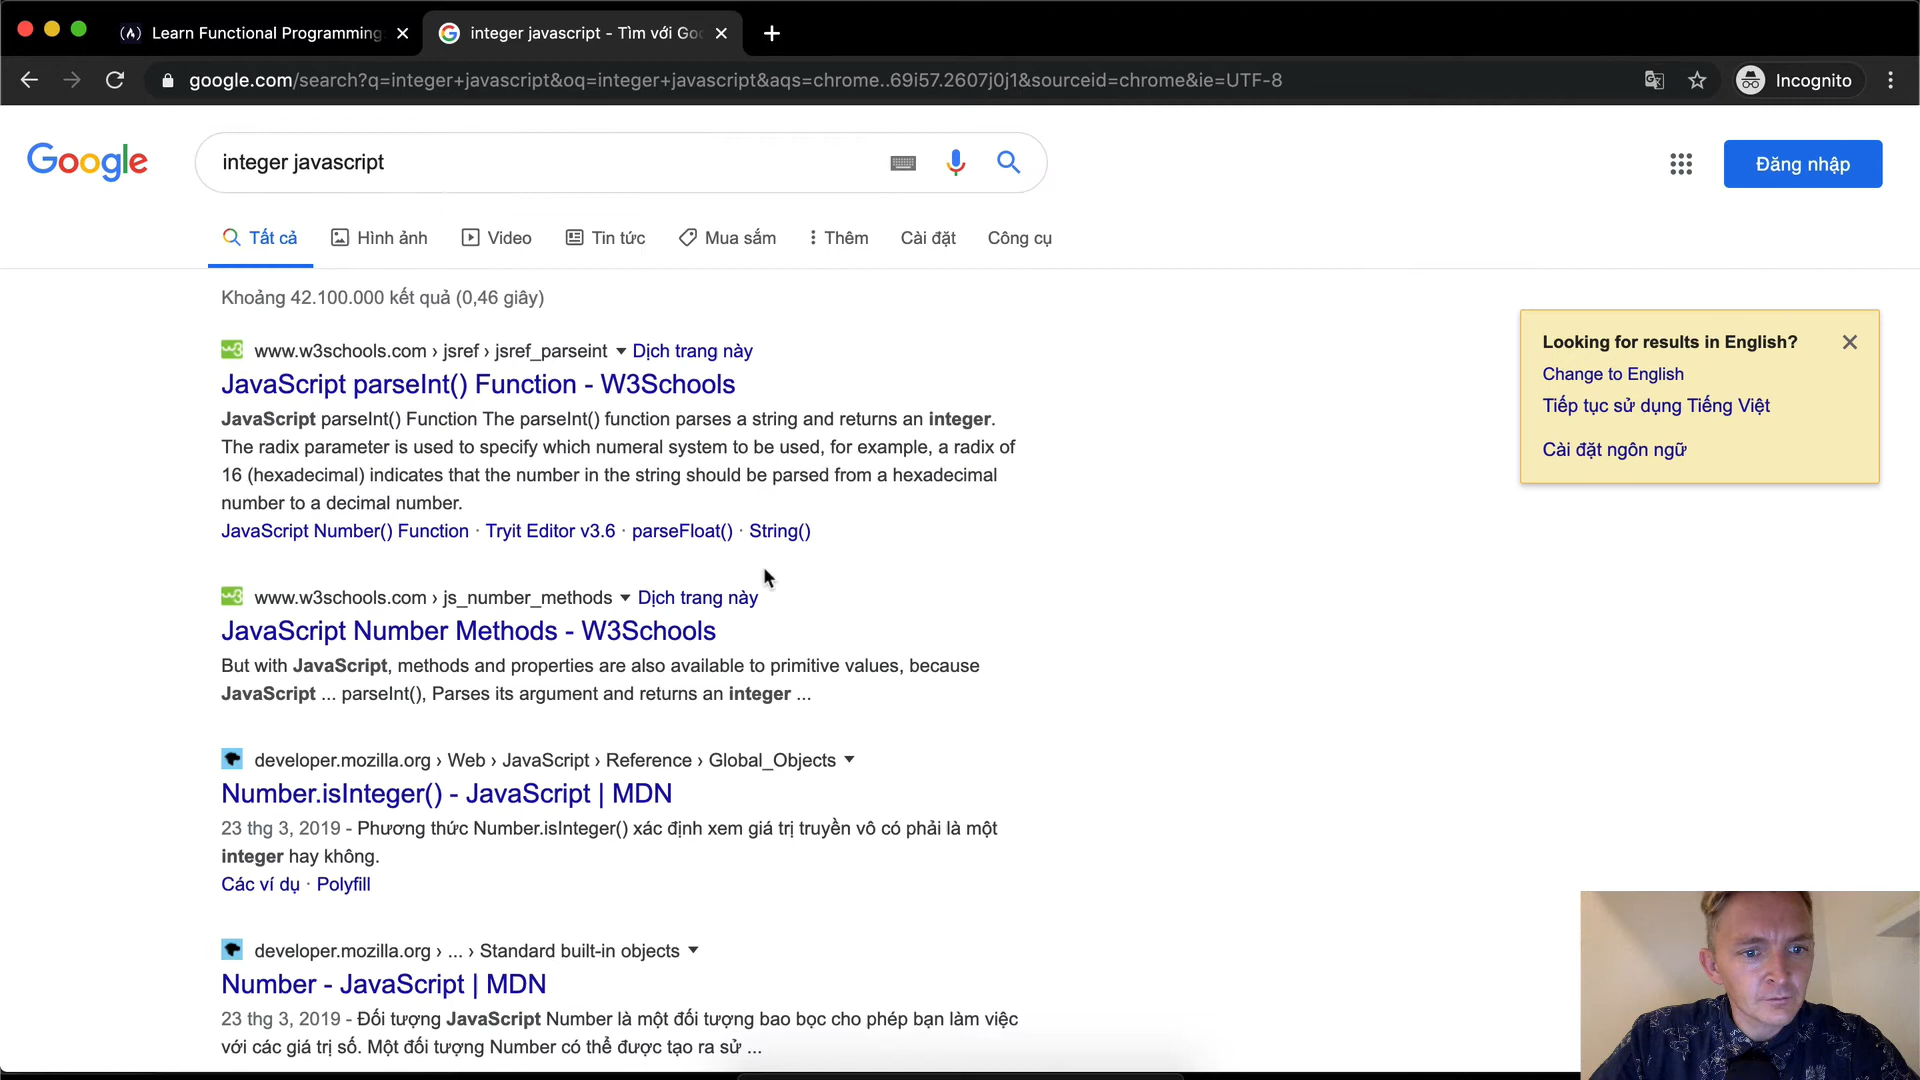 Learn Functional Programming:
integer javascript - Tìm với Goo
google.com/search?q=integer+javascript&oq=integer+javascript&aqs=chrome..69i57.2607j0j1&sourceid=chrome&ie=UTF-8
Incognito
Google
integer javascript
Đăng nhập
Tất cả
Hình ảnh
Video
Tin tức
Mua sắm
Thêm
Cài đặt
Công cụ
Khoảng 42.100.000 kết quả (0,46 giây)
www.w3schools.com › jsref › jsref_parseint Dịch trang này
JavaScript parseInt() Function - W3Schools
JavaScript parseInt() Function The parseInt() function parses a string and returns an integer.
The radix parameter is used to specify which numeral system to be used, for example, a radix of
16 (hexadecimal) indicates that the number in the string should be parsed from a hexadecimal
number to a decimal number.
JavaScript Number() Function · Tryit Editor v3.6 · parseFloat() · String()
www.w3schools.com › js_number_methods Dịch trang này
JavaScript Number Methods - W3Schools
But with JavaScript, methods and properties are also available to primitive values, because
JavaScript ... parseInt(), Parses its argument and returns an integer ...
developer.mozilla.org › Web › JavaScript › Reference › Global_Objects
Number.isInteger() - JavaScript | MDN
23 thg 3, 2019 - Phương thức Number.isInteger() xác định xem giá trị truyền vô có phải là một
integer hay không.
Các ví dụ · Polyfill
developer.mozilla.org › ... › Standard built-in objects
Number - JavaScript | MDN
23 thg 3, 2019 - Đối tượng JavaScript Number là một đối tượng bao bọc cho phép bạn làm việc
với các giá trị số. Một đối tượng Number có thể được tạo ra sử ...
Looking for results in English?
Change to English
Tiếp tục sử dụng Tiếng Việt
Cài đặt ngôn ngữ